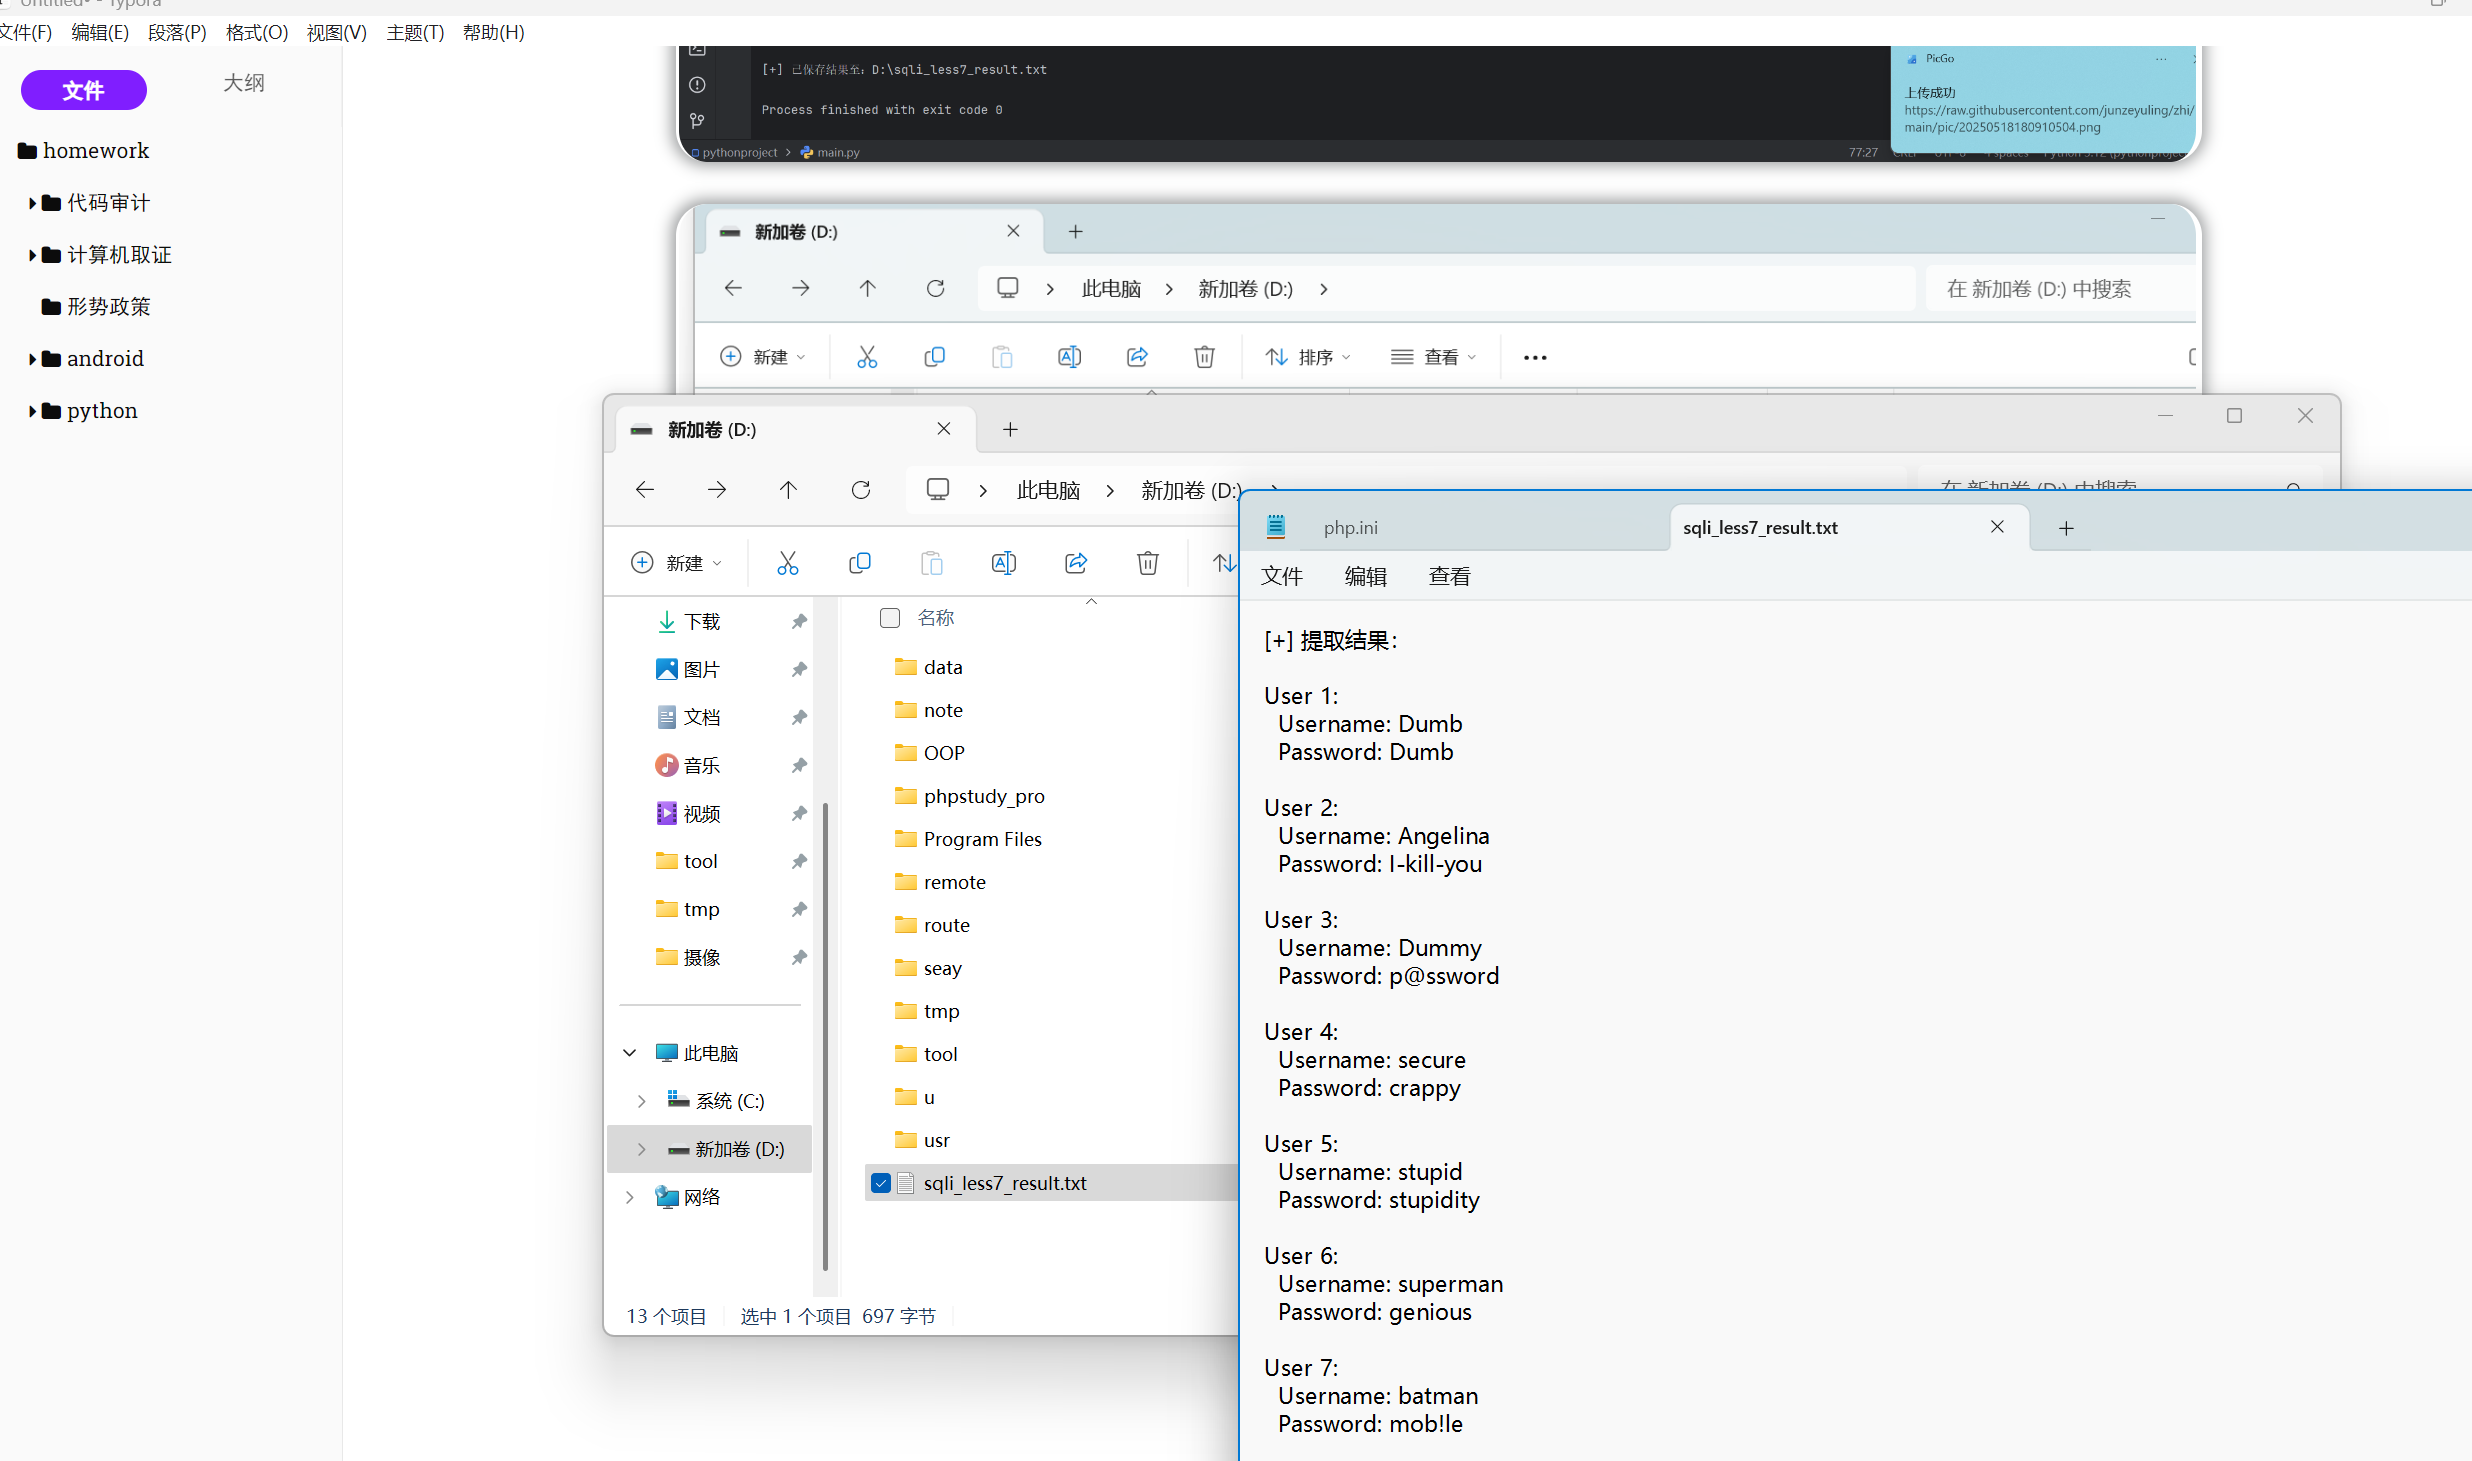 Untitled• - Typora
文件(F) 编辑(E) 段落(P) 格式(O) 视图(V) 主题(T) 帮助(H)
文件
大纲
homework
代码审计
计算机取证
形势政策
android
python
[+] 已保存结果至: D:\sqli_less7_result.txt
Process finished with exit code 0
pythonproject > main.py
77:27
PicGo
上传成功
https://raw.githubusercontent.com/junzeyuling/zhi/
main/pic/20250518180910504.png
新加卷 (D:)
此电脑 > 新加卷 (D:) >
在 新加卷 (D:) 中搜索
新建
排序
查看
新加卷 (D:)
此电脑 > 新加卷 (D:)
在 新加卷 (D:) 中搜索
新建
下载
图片
文档
音乐
视频
tool
tmp
摄像
此电脑
系统 (C:)
新加卷 (D:)
网络
名称
data
note
OOP
phpstudy_pro
Program Files
remote
route
seay
tmp
tool
u
usr
sqli_less7_result.txt
13 个项目
选中 1 个项目 697 字节
php.ini
sqli_less7_result.txt
文件 编辑 查看
[+] 提取结果：
User 1:
Username: Dumb
Password: Dumb
User 2:
Username: Angelina
Password: I-kill-you
User 3:
Username: Dummy
Password: p@ssword
User 4:
Username: secure
Password: crappy
User 5:
Username: stupid
Password: stupidity
User 6:
Username: superman
Password: genious
User 7:
Username: batman
Password: mob!le